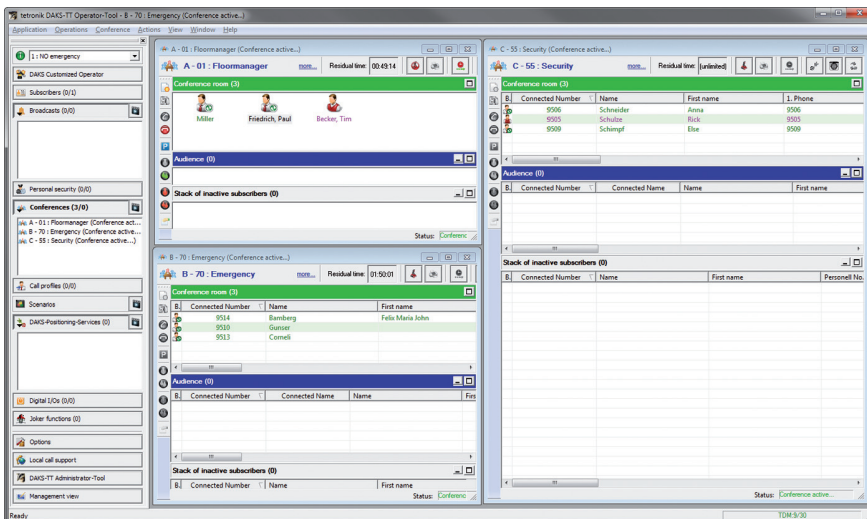 tetronik DAKS-TT Operator-Tool - B - 70 : Emergency (Conference active...)
Application Operations Conference Actions View Window Help
1 : NO emergency
DAKS Customized Operator
Subscribers (0/1)
Broadcasts (0/0)
Personal security (0/0)
Conferences (3/0)
A - 01 : Floormanager (Conference act...
B - 70 : Emergency (Conference active...)
C - 55 : Security (Conference active...)
Call profiles (0/0)
Scenarios
DAKS-Positioning-Services (0)
Digital I/Os (0/0)
Joker functions (0)
Options
Local call support
DAKS-TT Administrator-Tool
Management view
Ready
A - 01 : Floormanager (Conference active...)
A - 01 : Floormanager more... Residual time: 00:49:14
Conference room (3)
Miller Friedrich, Paul Becker, Tim
Audience (0)
Stack of inactive subscribers (0)
Status: Conferenc
B - 70 : Emergency (Conference active...)
B - 70 : Emergency more... Residual time: 01:50:01
Conference room (3)
B. Connected Number Name First name
9514 Bamberg Felix Maria John
9510 Gunser
9513 Corneli
Audience (0)
B. Connected Number Connected Name Name Firs
Stack of inactive subscribers (0)
B. Connected Number Name First name
Status: Conferenc
C - 55 : Security (Conference active...)
C - 55 : Security more... Residual time: (unlimited)
Conference room (3)
B. Connected Number Name First name 1. Phone
9506 Schneider Anna 9506
9505 Schulze Rick 9505
9509 Schimpf Else 9509
Audience (0)
B. Connected Number Connected Name Name First name
Stack of inactive subscribers (0)
B. Connected Number Name First name Personell No.
Status: Conference active...
TDM:9/30